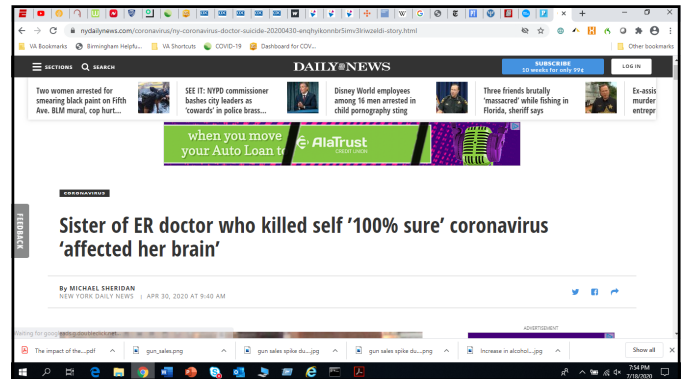 nydailynews.com/coronavirus/ny-coronavirus-doctor-suicide-20200430-enqhyikonnbr5imvi3lriwzeldi-story.html
VA Bookmarks Birmingham Helpfu... VA Shortcuts COVID-19 Dashboard for COV... Other bookmarks
SECTIONS SEARCH DAILY NEWS SUBSCRIBE LOG IN
10 weeks for only 99¢
Two women arrested for SEE IT: NYPD commissioner Disney World employees Three friends brutally Ex-assis
smearing black paint on Fifth bashes city leaders as among 16 men arrested in 'massacred' while fishing in murder
Ave. BLM mural, cop hurt... 'cowards' in police brass... child pornography sting Florida, sheriff says entrepr
when you move
your Auto Loan to AlaTrust
CREDIT UNION
CORONAVIRUS
FEEDBACK
Sister of ER doctor who killed self '100% sure' coronavirus
'affected her brain'
By MICHAEL SHERIDAN
NEW YORK DAILY NEWS | APR 30, 2020 AT 9:40 AM
ADVERTISEMENT
The impact of the....pdf gun_sales.png gun sales spike du....jpg gun sales spike du....png Increase in alcohol....jpg Show all
7:54 PM
7/18/2020